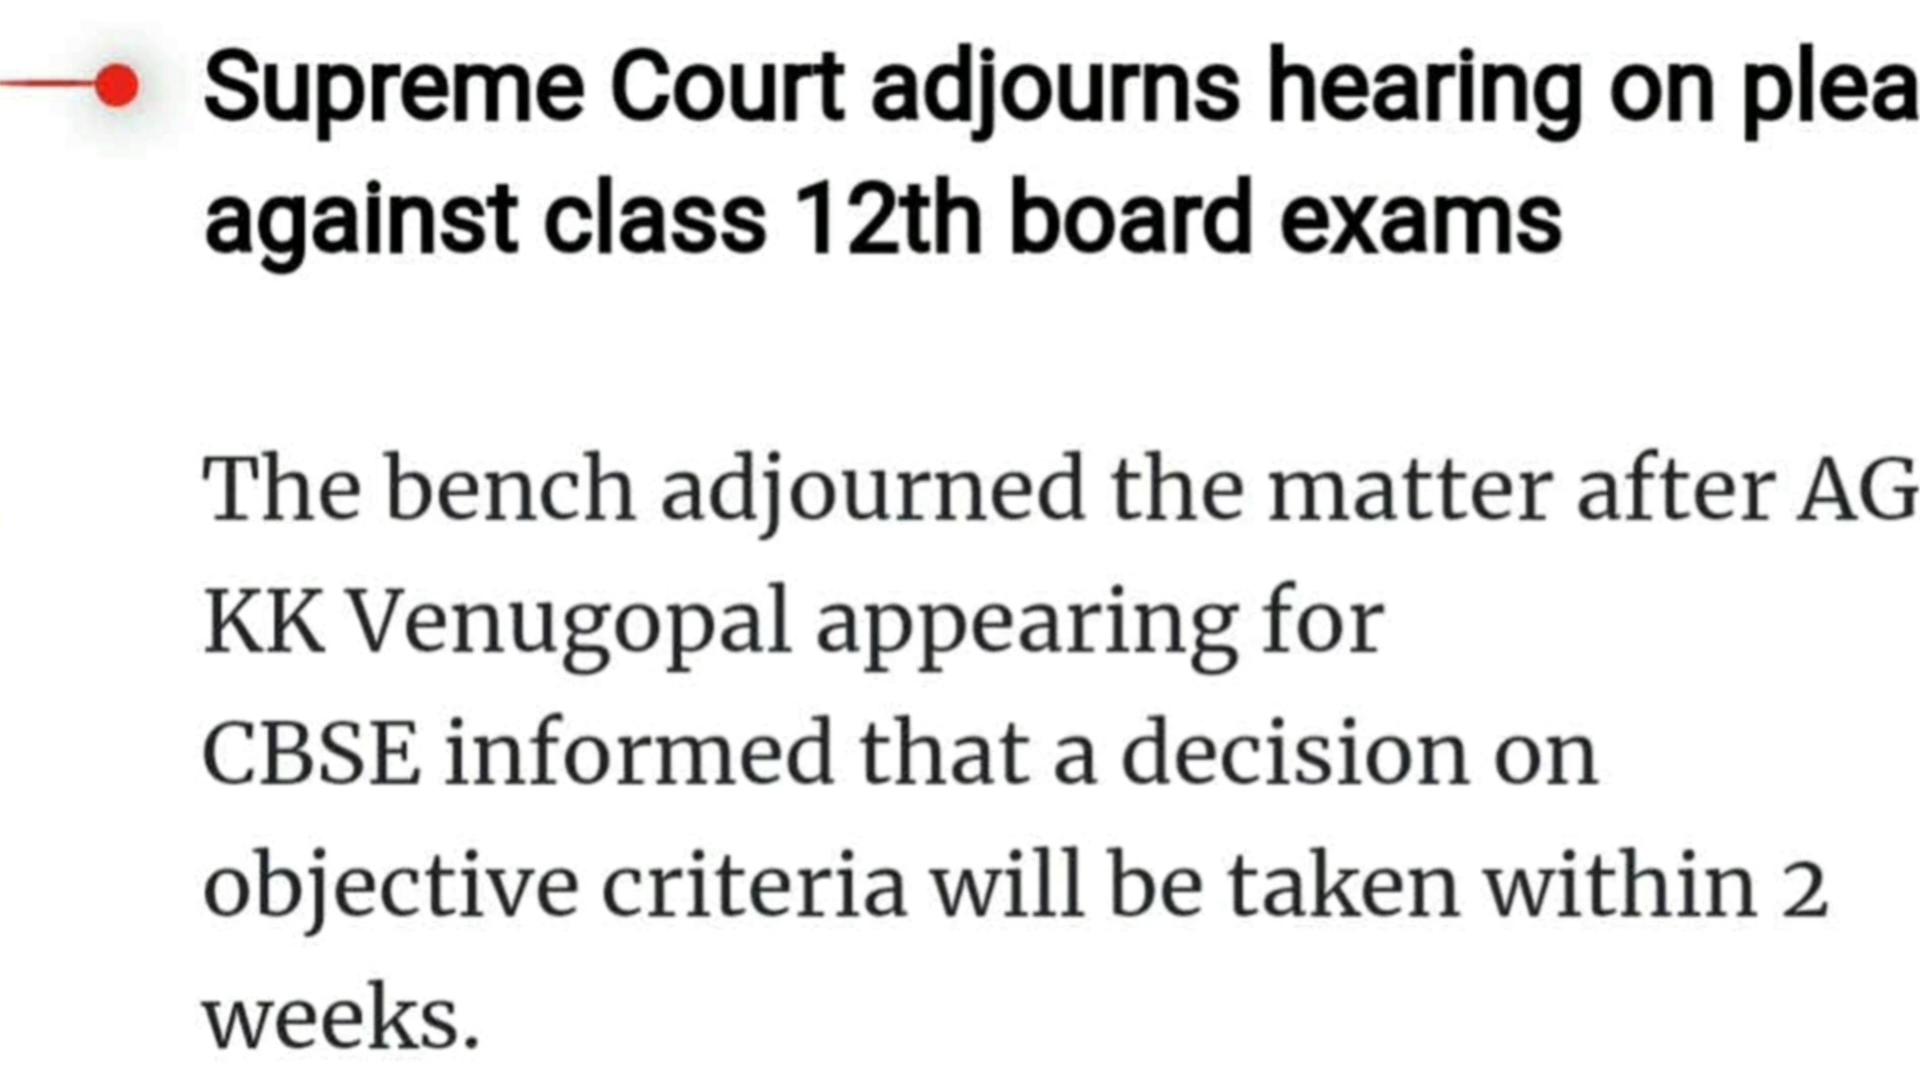 Supreme Court adjourns hearing on plea
against class 12th board exams
The bench adjourned the matter after AG
KK Venugopal appearing for
CBSE informed that a decision on
objective criteria will be taken within 2
weeks.